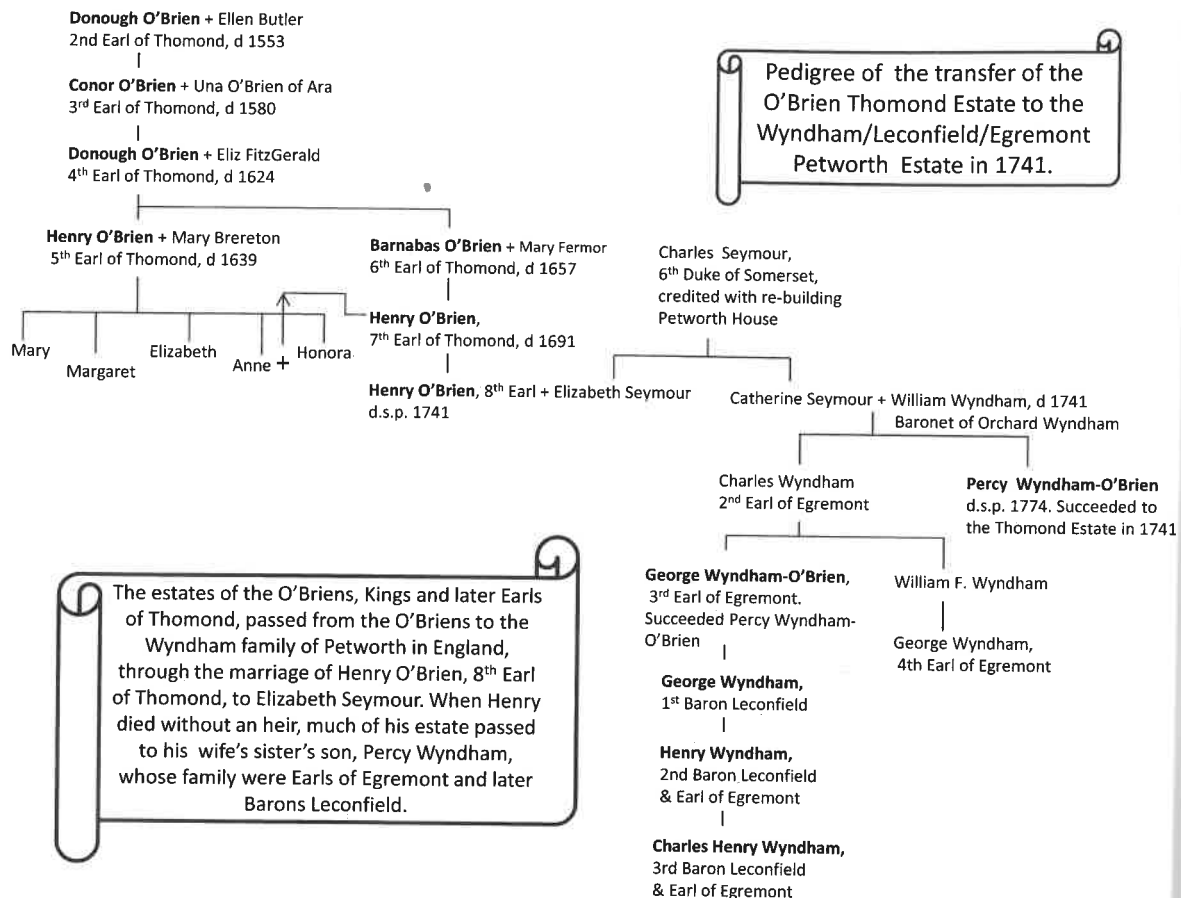 Donough O'Brien + Ellen Butler
2nd Earl of Thomond, d 1553
Conor O'Brien + Una O'Brien of Ara
3rd Earl of Thomond, d 1580
Donough O'Brien + Eliz FitzGerald
4th Earl of Thomond, d 1624
Pedigree of the transfer of the
O'Brien Thomond Estate to the
Wyndham/Leconfield/Egremont
Petworth Estate in 1741.
Henry O'Brien + Mary Brereton
5th Earl of Thomond, d 1639
Barnabas O'Brien + Mary Fermor
6th Earl of Thomond, d 1657
Charles Seymour,
6th Duke of Somerset,
credited with re-building
Petworth House
Mary
Margaret
Elizabeth
Anne +
Honora
Henry O'Brien,
7th Earl of Thomond, d 1691
Henry O'Brien, 8th Earl + Elizabeth Seymour
d.s.p. 1741
Catherine Seymour + William Wyndham, d 1741
Baronet of Orchard Wyndham
Charles Wyndham
2nd Earl of Egremont
Percy Wyndham-O'Brien
d.s.p. 1774. Succeeded to
the Thomond Estate in 1741
George Wyndham-O'Brien,
3rd Earl of Egremont.
Succeeded Percy Wyndham-
O'Brien
William F. Wyndham
George Wyndham,
4th Earl of Egremont
George Wyndham,
1st Baron Leconfield
Henry Wyndham,
2nd Baron Leconfield
& Earl of Egremont
Charles Henry Wyndham,
3rd Baron Leconfield
& Earl of Egremont
The estates of the O'Briens, Kings and later Earls
of Thomond, passed from the O'Briens to the
Wyndham family of Petworth in England,
through the marriage of Henry O'Brien, 8th Earl
of Thomond, to Elizabeth Seymour. When Henry
died without an heir, much of his estate passed
to his wife's sister's son, Percy Wyndham,
whose family were Earls of Egremont and later
Barons Leconfield.